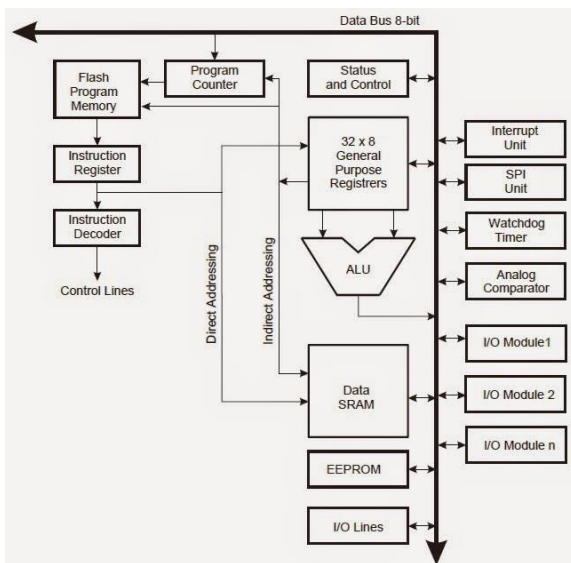 Data Bus 8-bit
Flash
Program
Memory
Program
Counter
Status
and Control
Interrupt
Unit
32 x 8
General
Purpose
Registrers
Instruction
Register
SPI
Unit
Instruction
Decoder
Watchdog
Timer
ALU
Analog
Comparator
Control Lines
Direct Addressing
Indirect Addressing
I/O Module1
Data
SRAM
I/O Module 2
I/O Module n
EEPROM
I/O Lines